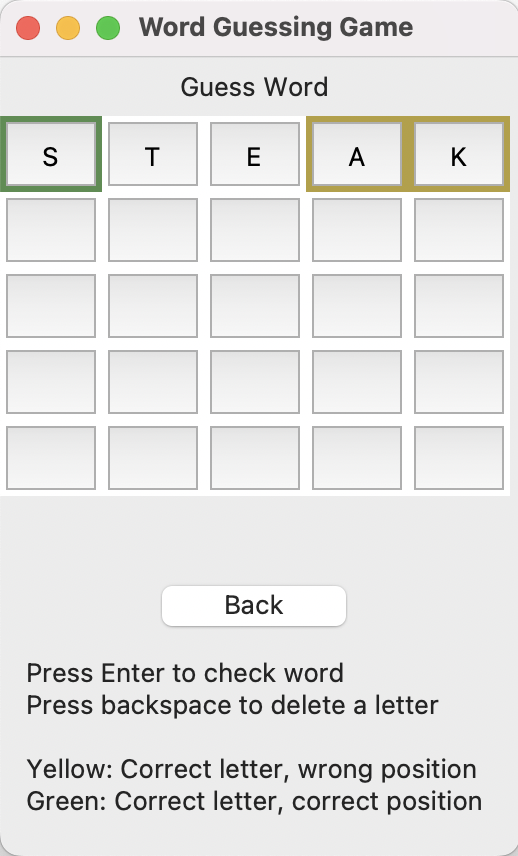 Word Guessing Game
Guess Word
S T E A K
Back
Press Enter to check word
Press backspace to delete a letter
Yellow: Correct letter, wrong position
Green: Correct letter, correct position